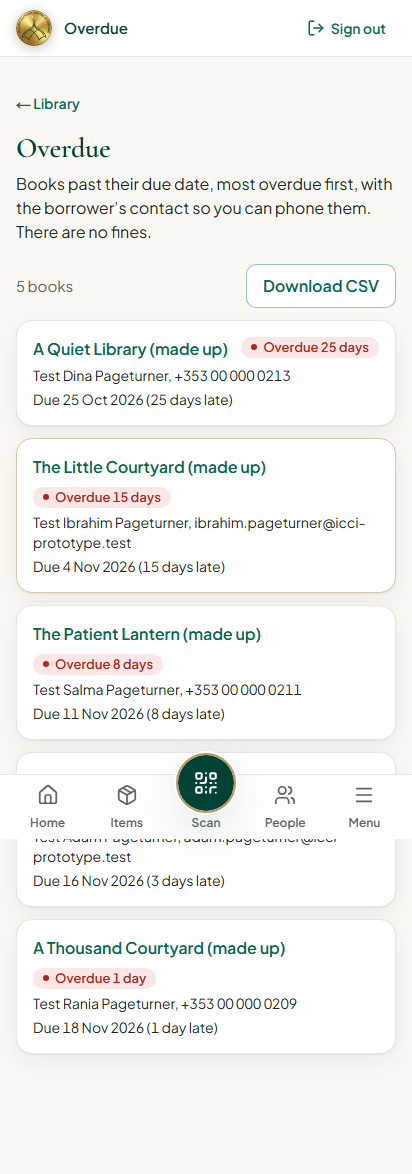 Overdue
Sign out
← Library
Overdue
Books past their due date, most overdue first, with
the borrower's contact so you can phone them.
There are no fines.
5 books
Download CSV
A Quiet Library (made up)
Overdue 25 days
Test Dina Pageturner, +353 00 000 0213
Due 25 Oct 2026 (25 days late)
The Little Courtyard (made up)
Overdue 15 days
Test Ibrahim Pageturner, ibrahim.pageturner@icci-
prototype.test
Due 4 Nov 2026 (15 days late)
The Patient Lantern (made up)
Overdue 8 days
Test Salma Pageturner, +353 00 000 0211
Due 11 Nov 2026 (8 days late)
Home
Items
Scan
People
Menu
prototype.test
Due 16 Nov 2026 (3 days late)
A Thousand Courtyard (made up)
Overdue 1 day
Test Rania Pageturner, +353 00 000 0209
Due 18 Nov 2026 (1 day late)